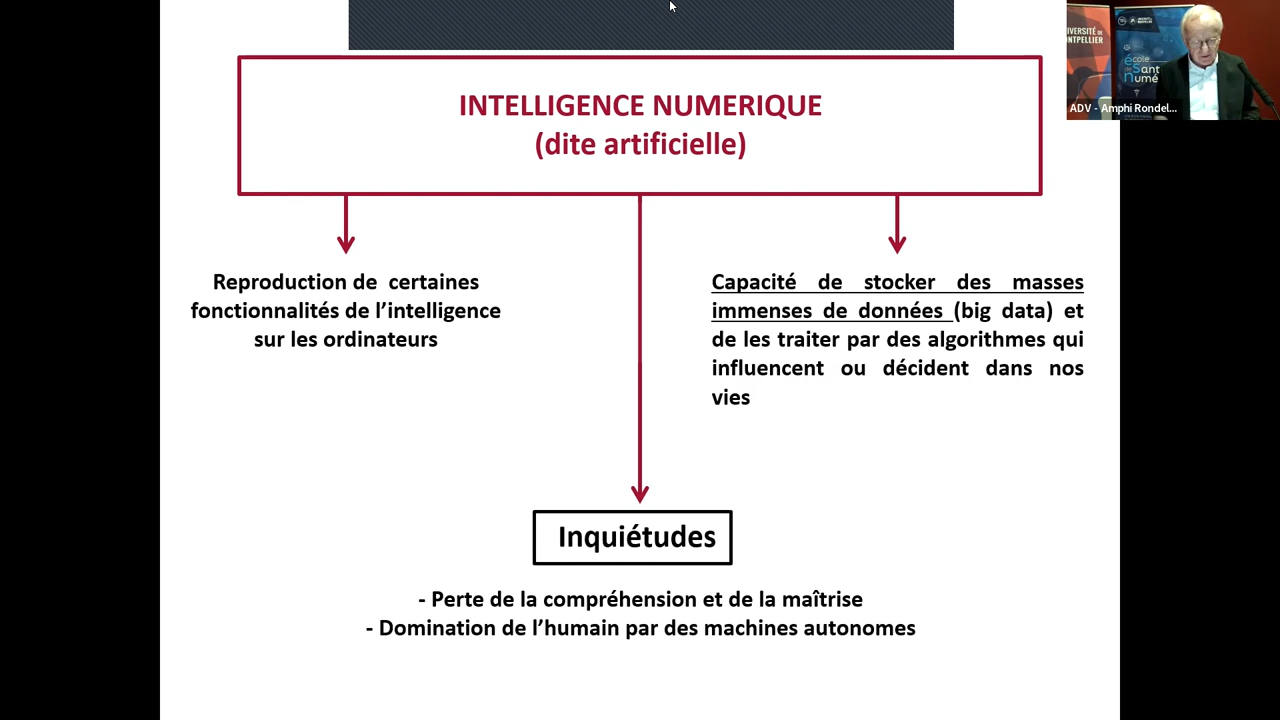 INTELLIGENCE NUMERIQUE
(dite artificielle)
Reproduction de certaines
fonctionnalités de l’intelligence
sur les ordinateurs
Capacité de stocker des masses
immenses de données (big data) et
de les traiter par des algorithmes qui
influencent ou décident dans nos
vies
Inquiétudes
- Perte de la compréhension et de la maîtrise
- Domination de l’humain par des machines autonomes
ADV - Amphi Rondel...